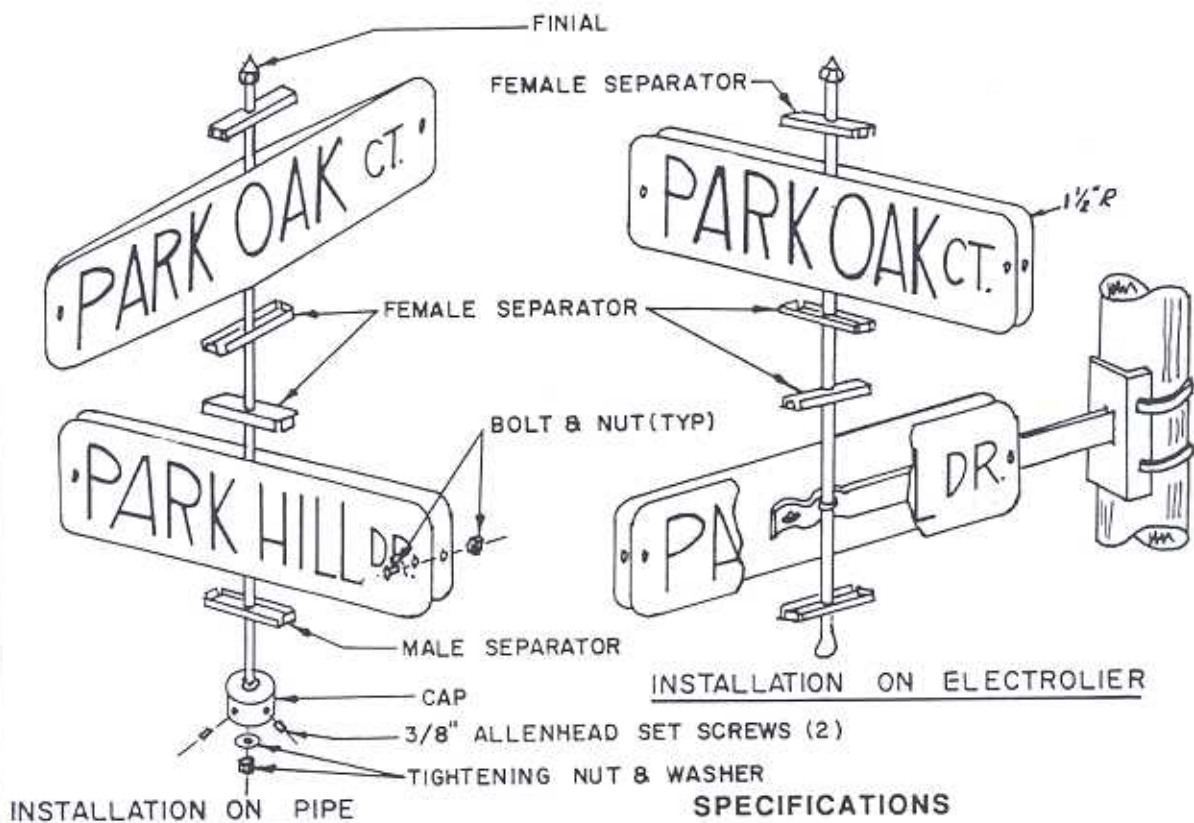 FINIAL
FEMALE SEPARATOR
PARK OAK CT.
PARK OAK CT.
1½" R
FEMALE SEPARATOR
BOLT & NUT (TYP)
PARK HILL DR.
PA DR.
MALE SEPARATOR
INSTALLATION ON ELECTROLIER
CAP
3/8" ALLENHEAD SET SCREWS (2)
TIGHTENING NUT & WASHER
INSTALLATION ON PIPE
SPECIFICATIONS